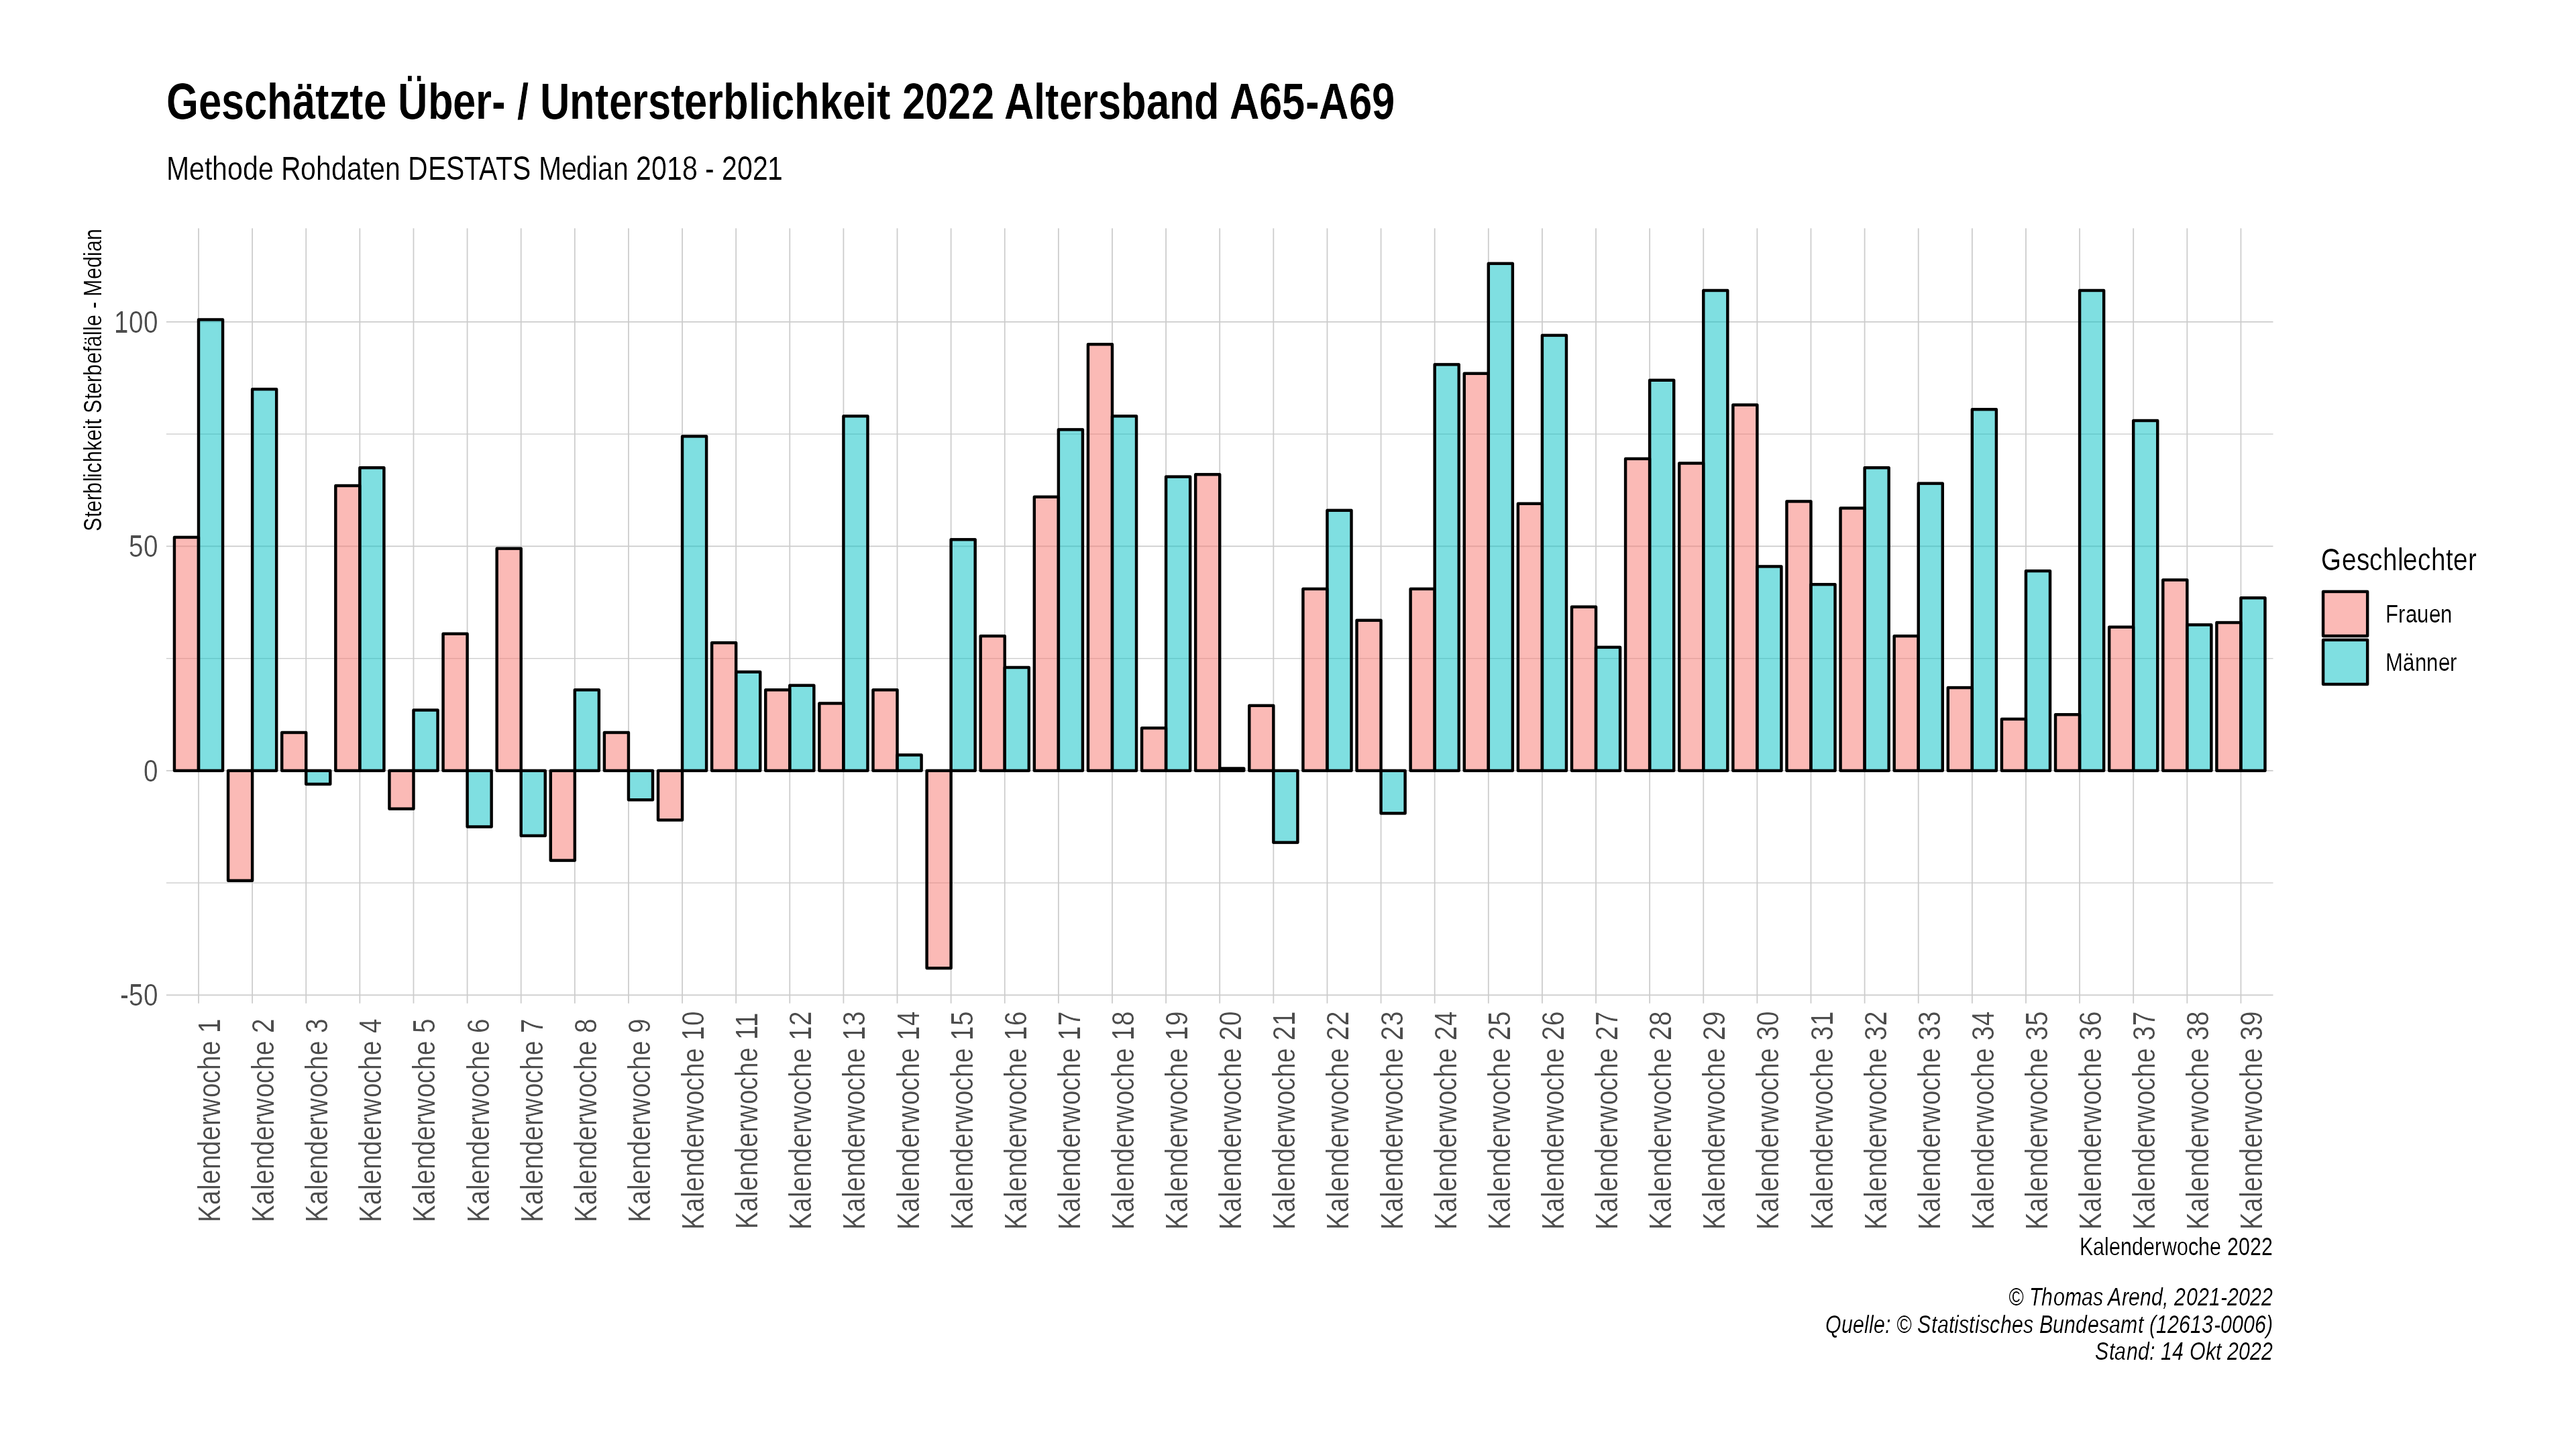 Geschätzte Über- / Untersterblichkeit 2022 Altersband A65-A69
Methode Rohdaten DESTATS Median 2018 - 2021
Sterblichkeit Sterbefälle - Median
100
50
0
-50
Kalenderwoche 1
Kalenderwoche 2
Kalenderwoche 3
Kalenderwoche 4
Kalenderwoche 5
Kalenderwoche 6
Kalenderwoche 7
Kalenderwoche 8
Kalenderwoche 9
Kalenderwoche 10
Kalenderwoche 11
Kalenderwoche 12
Kalenderwoche 13
Kalenderwoche 14
Kalenderwoche 15
Kalenderwoche 16
Kalenderwoche 17
Kalenderwoche 18
Kalenderwoche 19
Kalenderwoche 20
Kalenderwoche 21
Kalenderwoche 22
Kalenderwoche 23
Kalenderwoche 24
Kalenderwoche 25
Kalenderwoche 26
Kalenderwoche 27
Kalenderwoche 28
Kalenderwoche 29
Kalenderwoche 30
Kalenderwoche 31
Kalenderwoche 32
Kalenderwoche 33
Kalenderwoche 34
Kalenderwoche 35
Kalenderwoche 36
Kalenderwoche 37
Kalenderwoche 38
Kalenderwoche 39
Kalenderwoche 2022
Geschlechter
Frauen
Männer
© Thomas Arend, 2021-2022
Quelle: © Statistisches Bundesamt (12613-0006)
Stand: 14 Okt 2022